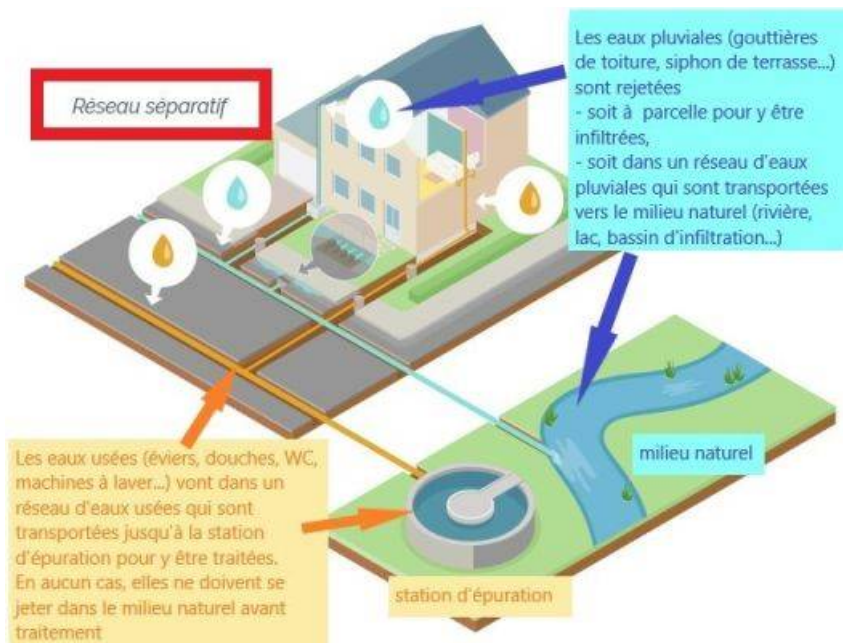 Réseau séparatif
Les eaux pluviales (gouttières
de toiture, siphon de terrasse...)
sont rejetées
- soit à parcelle pour y être
infiltrées,
- soit dans un réseau d'eaux
pluviales qui sont transportées
vers le milieu naturel (rivière,
lac, bassin d'infiltration...)
milieu naturel
Les eaux usées (éviers, douches, WC,
machines à laver...) vont dans un
réseau d'eaux usées qui sont
transportées jusqu'à la station
d'épuration pour y être traitées.
En aucun cas, elles ne doivent se
jeter dans le milieu naturel avant
traitement
station d'épuration